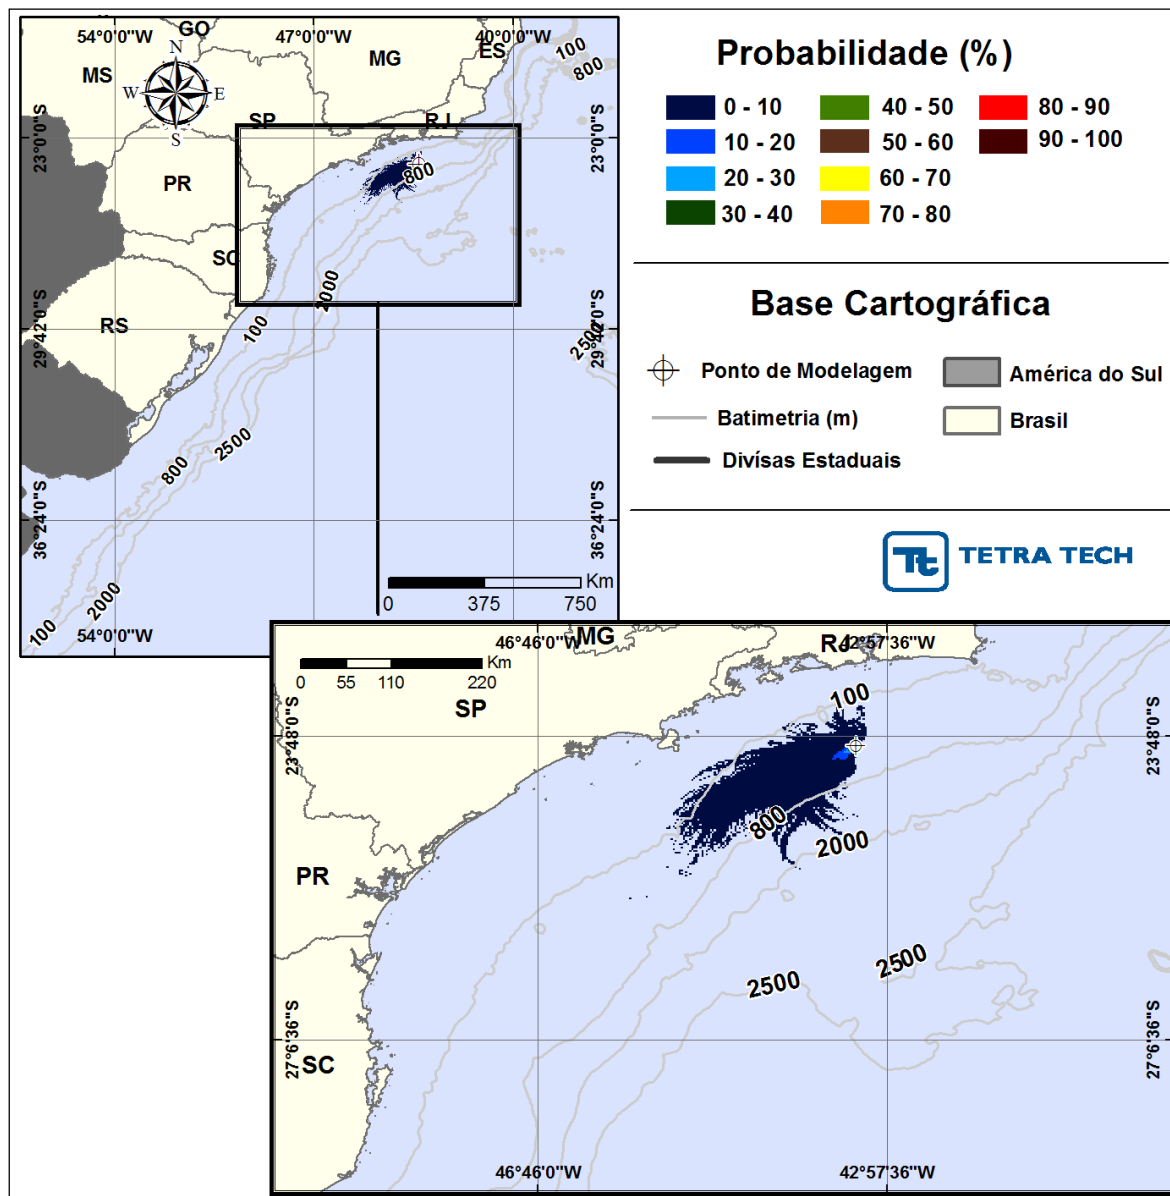 54°0'0"W
47°0'0"W
40°0'0"W
GO
ES
MG
MS
N
W
E
S
SP
RJ
PR
SC
RS
100
800
800
23°0'0"S
23°0'0"S
29°42'0"S
29°42'0"S
36°24'0"S
36°24'0"S
2000
100
2500
2500
800
2000
100
Km
0 375 750
54°0'0"W
Probabilidade (%)
0 - 10
10 - 20
20 - 30
30 - 40
40 - 50
50 - 60
60 - 70
70 - 80
80 - 90
90 - 100
Base Cartográfica
Ponto de Modelagem
América do Sul
Batimetria (m)
Brasil
Divísas Estaduais
Tt TETRA TECH
46°46'0"W
MG
RJ
42°57'36"W
Km
0 55 110 220
SP
100
23°48'0"S
23°48'0"S
800
2000
PR
2500
2500
27°6'36"S
27°6'36"S
SC
46°46'0"W
42°57'36"W